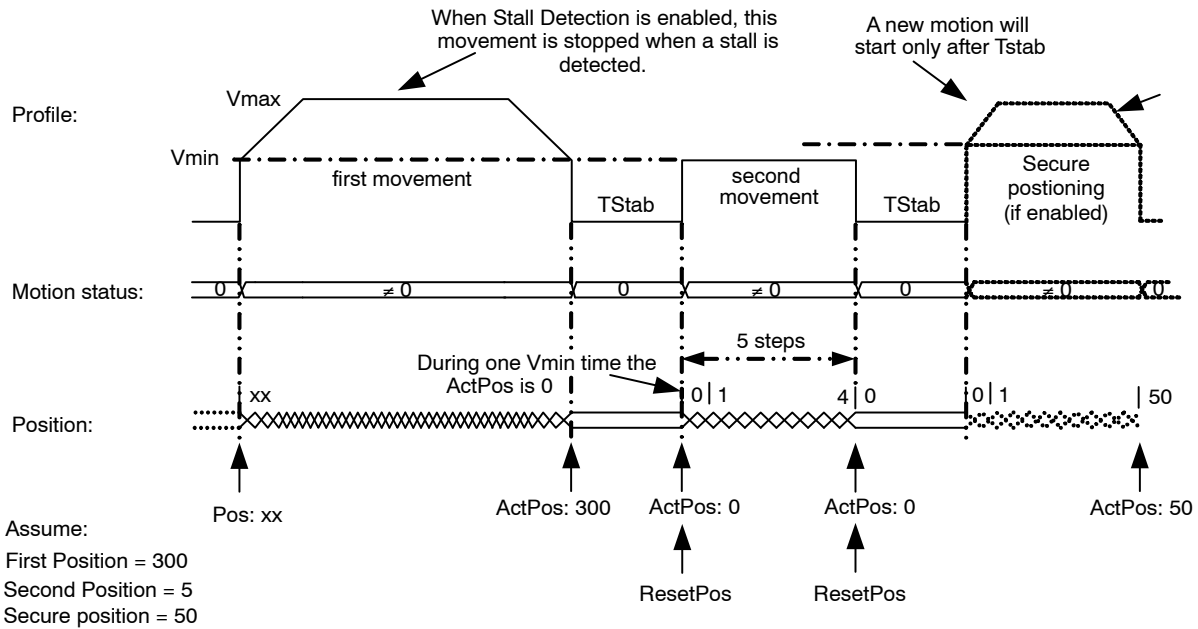 When Stall Detection is enabled, this
movement is stopped when a stall is
detected.
A new motion will
start only after Tstab
Profile:
Vmax
Vmin
first movement
TStab
second
movement
TStab
Secure
postioning
(if enabled)
Motion status:
0
≠ 0
0
≠ 0
0
≠ 0
0
5 steps
During one Vmin time the
ActPos is 0
Position:
xx
0 | 1
4 | 0
0 | 1
| 50
Pos: xx
ActPos: 300
ActPos: 0
ActPos: 0
ActPos: 50
ResetPos
ResetPos
Assume:
First Position = 300
Second Position = 5
Secure position = 50